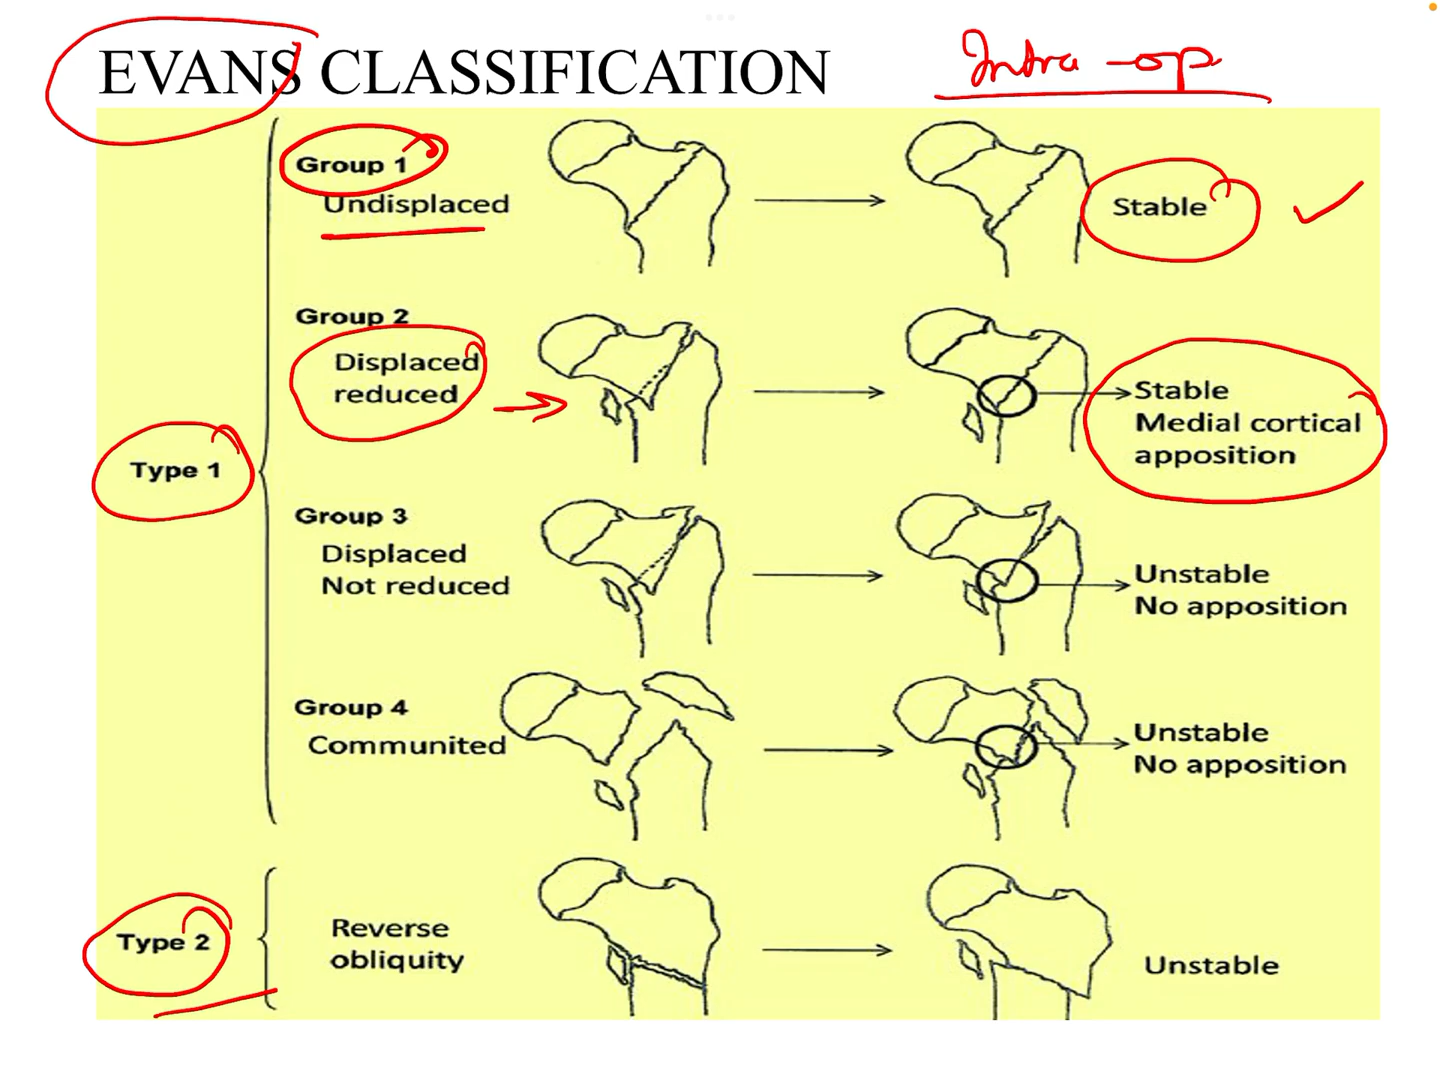 EVANS CLASSIFICATION
Intra-op
Group 1
Undisplaced
Stable
Group 2
Displaced
reduced
Stable
Medial cortical
apposition
Type 1
Group 3
Displaced
Not reduced
Unstable
No apposition
Group 4
Communited
Unstable
No apposition
Type 2
Reverse
obliquity
Unstable